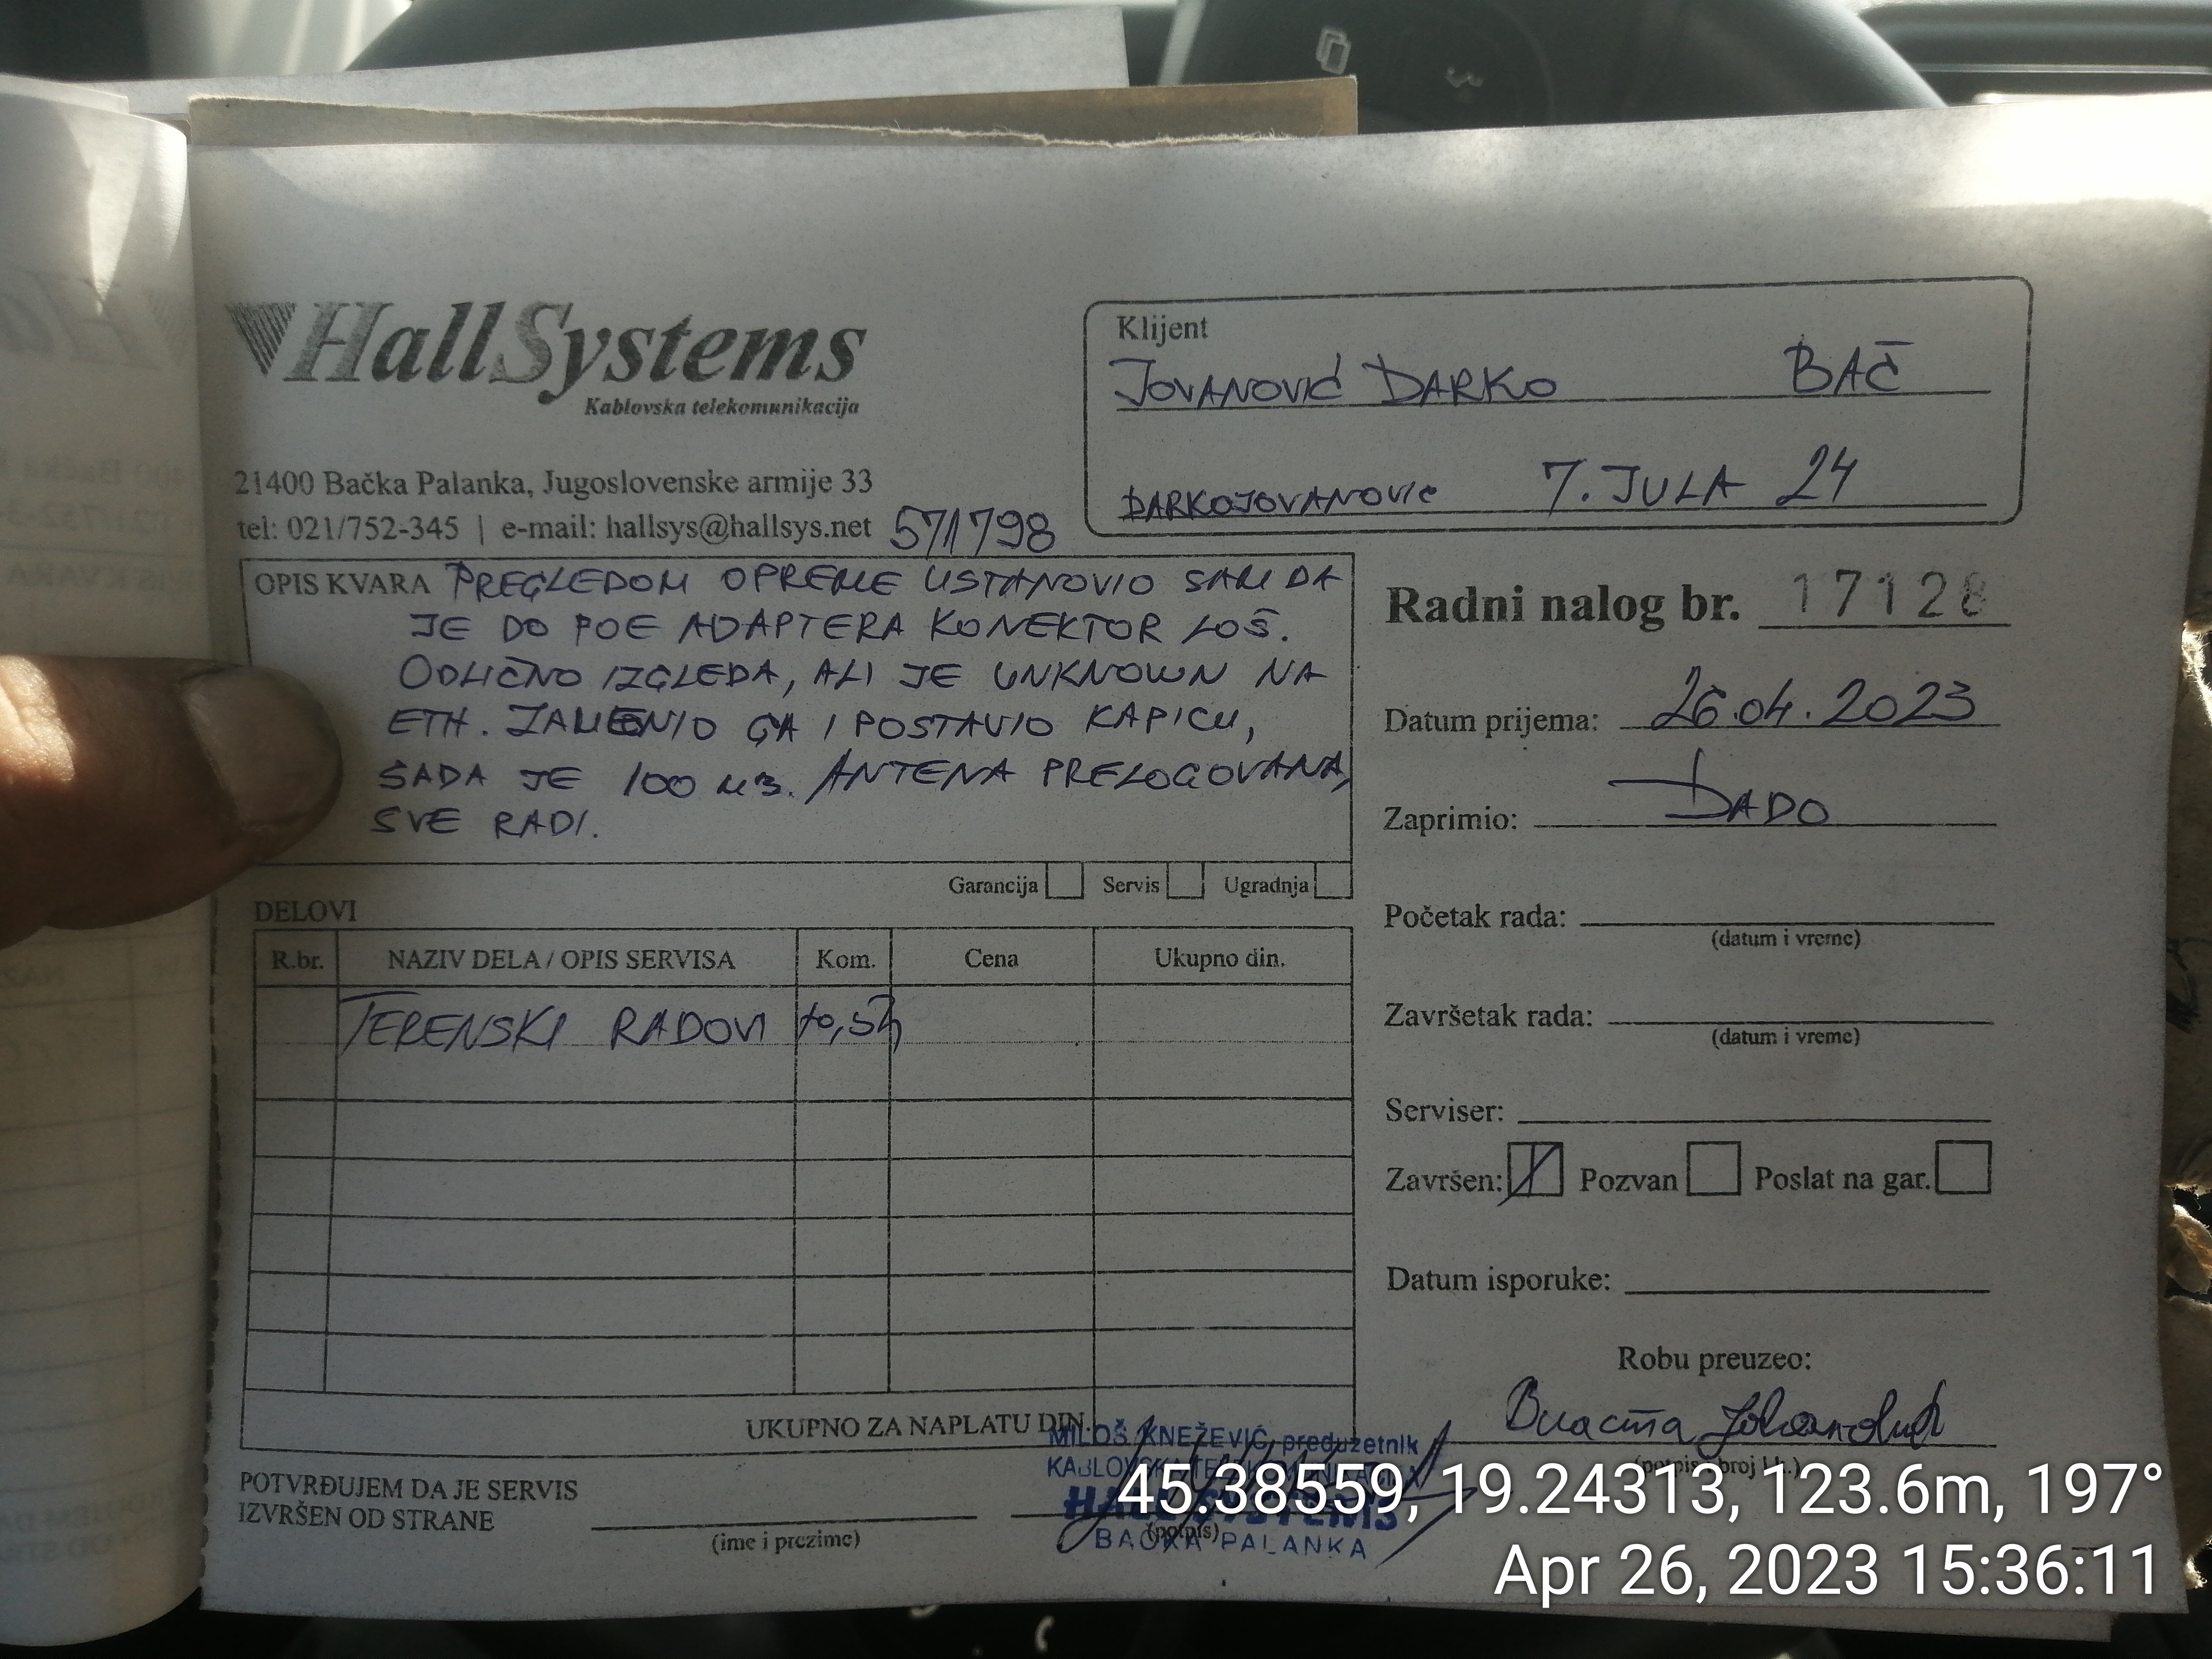 HallSystems
Kablovska telekomunikacija
21400 Bačka Palanka, Jugoslovenske armije 33
tel: 021/752-345 | e-mail: hallsys@hallsys.net 571798
Klijent
JOVANOVIĆ DARKO BAČ
DARKOJOVANOVIC 7. JULA 24
OPIS KVARA PREGLEDOM OPREME USTANOVIO SAM DA
JE DO POE ADAPTERA KONEKTOR LOŠ.
ODLIČNO IZGLEDA, ALI JE UNKNOWN NA
ETH. ZAMENIO GA I POSTAVIO KAPICU,
SADA JE 100 MB. ANTENA PRELOGOVANA,
SVE RADI.
Garancija Servis Ugradnja
Radni nalog br. 17128
Datum prijema: 26.04.2023
Zaprimio: DADO
Početak rada:
(datum i vreme)
Završetak rada:
(datum i vreme)
Serviser:
Završen: Pozvan Poslat na gar.
Datum isporuke:
Robu preuzeo:
DELOVI
R.br. NAZIV DELA / OPIS SERVISA Kom. Cena Ukupno din.
TERENSKI RADOVI 0,5h
UKUPNO ZA NAPLATU DIN.
POTVRĐUJEM DA JE SERVIS
IZVRŠEN OD STRANE
(ime i prezime)
(potpis)
MILOŠ KNEŽEVIĆ, preduzetnik
HALL SYSTEMS
BAČKA PALANKA
45.38559, 19.24313, 123.6m, 197°
Apr 26, 2023 15:36:11